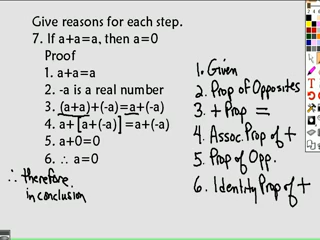 Give reasons for each step.
7. If a+a=a, then a=0
Proof
1. a+a=a
2. -a is a real number
3. (a+a)+(-a)=a+(-a)
4. a+[a+(-a)]=a+(-a)
5. a+0=0
6. ∴ a=0
∴ therefore
in conclusion
1. Given
2. Prop of Opposites
3. + Prop =
4. Assoc. Prop of +
5. Prop of Opp.
6. Identity Prop of +